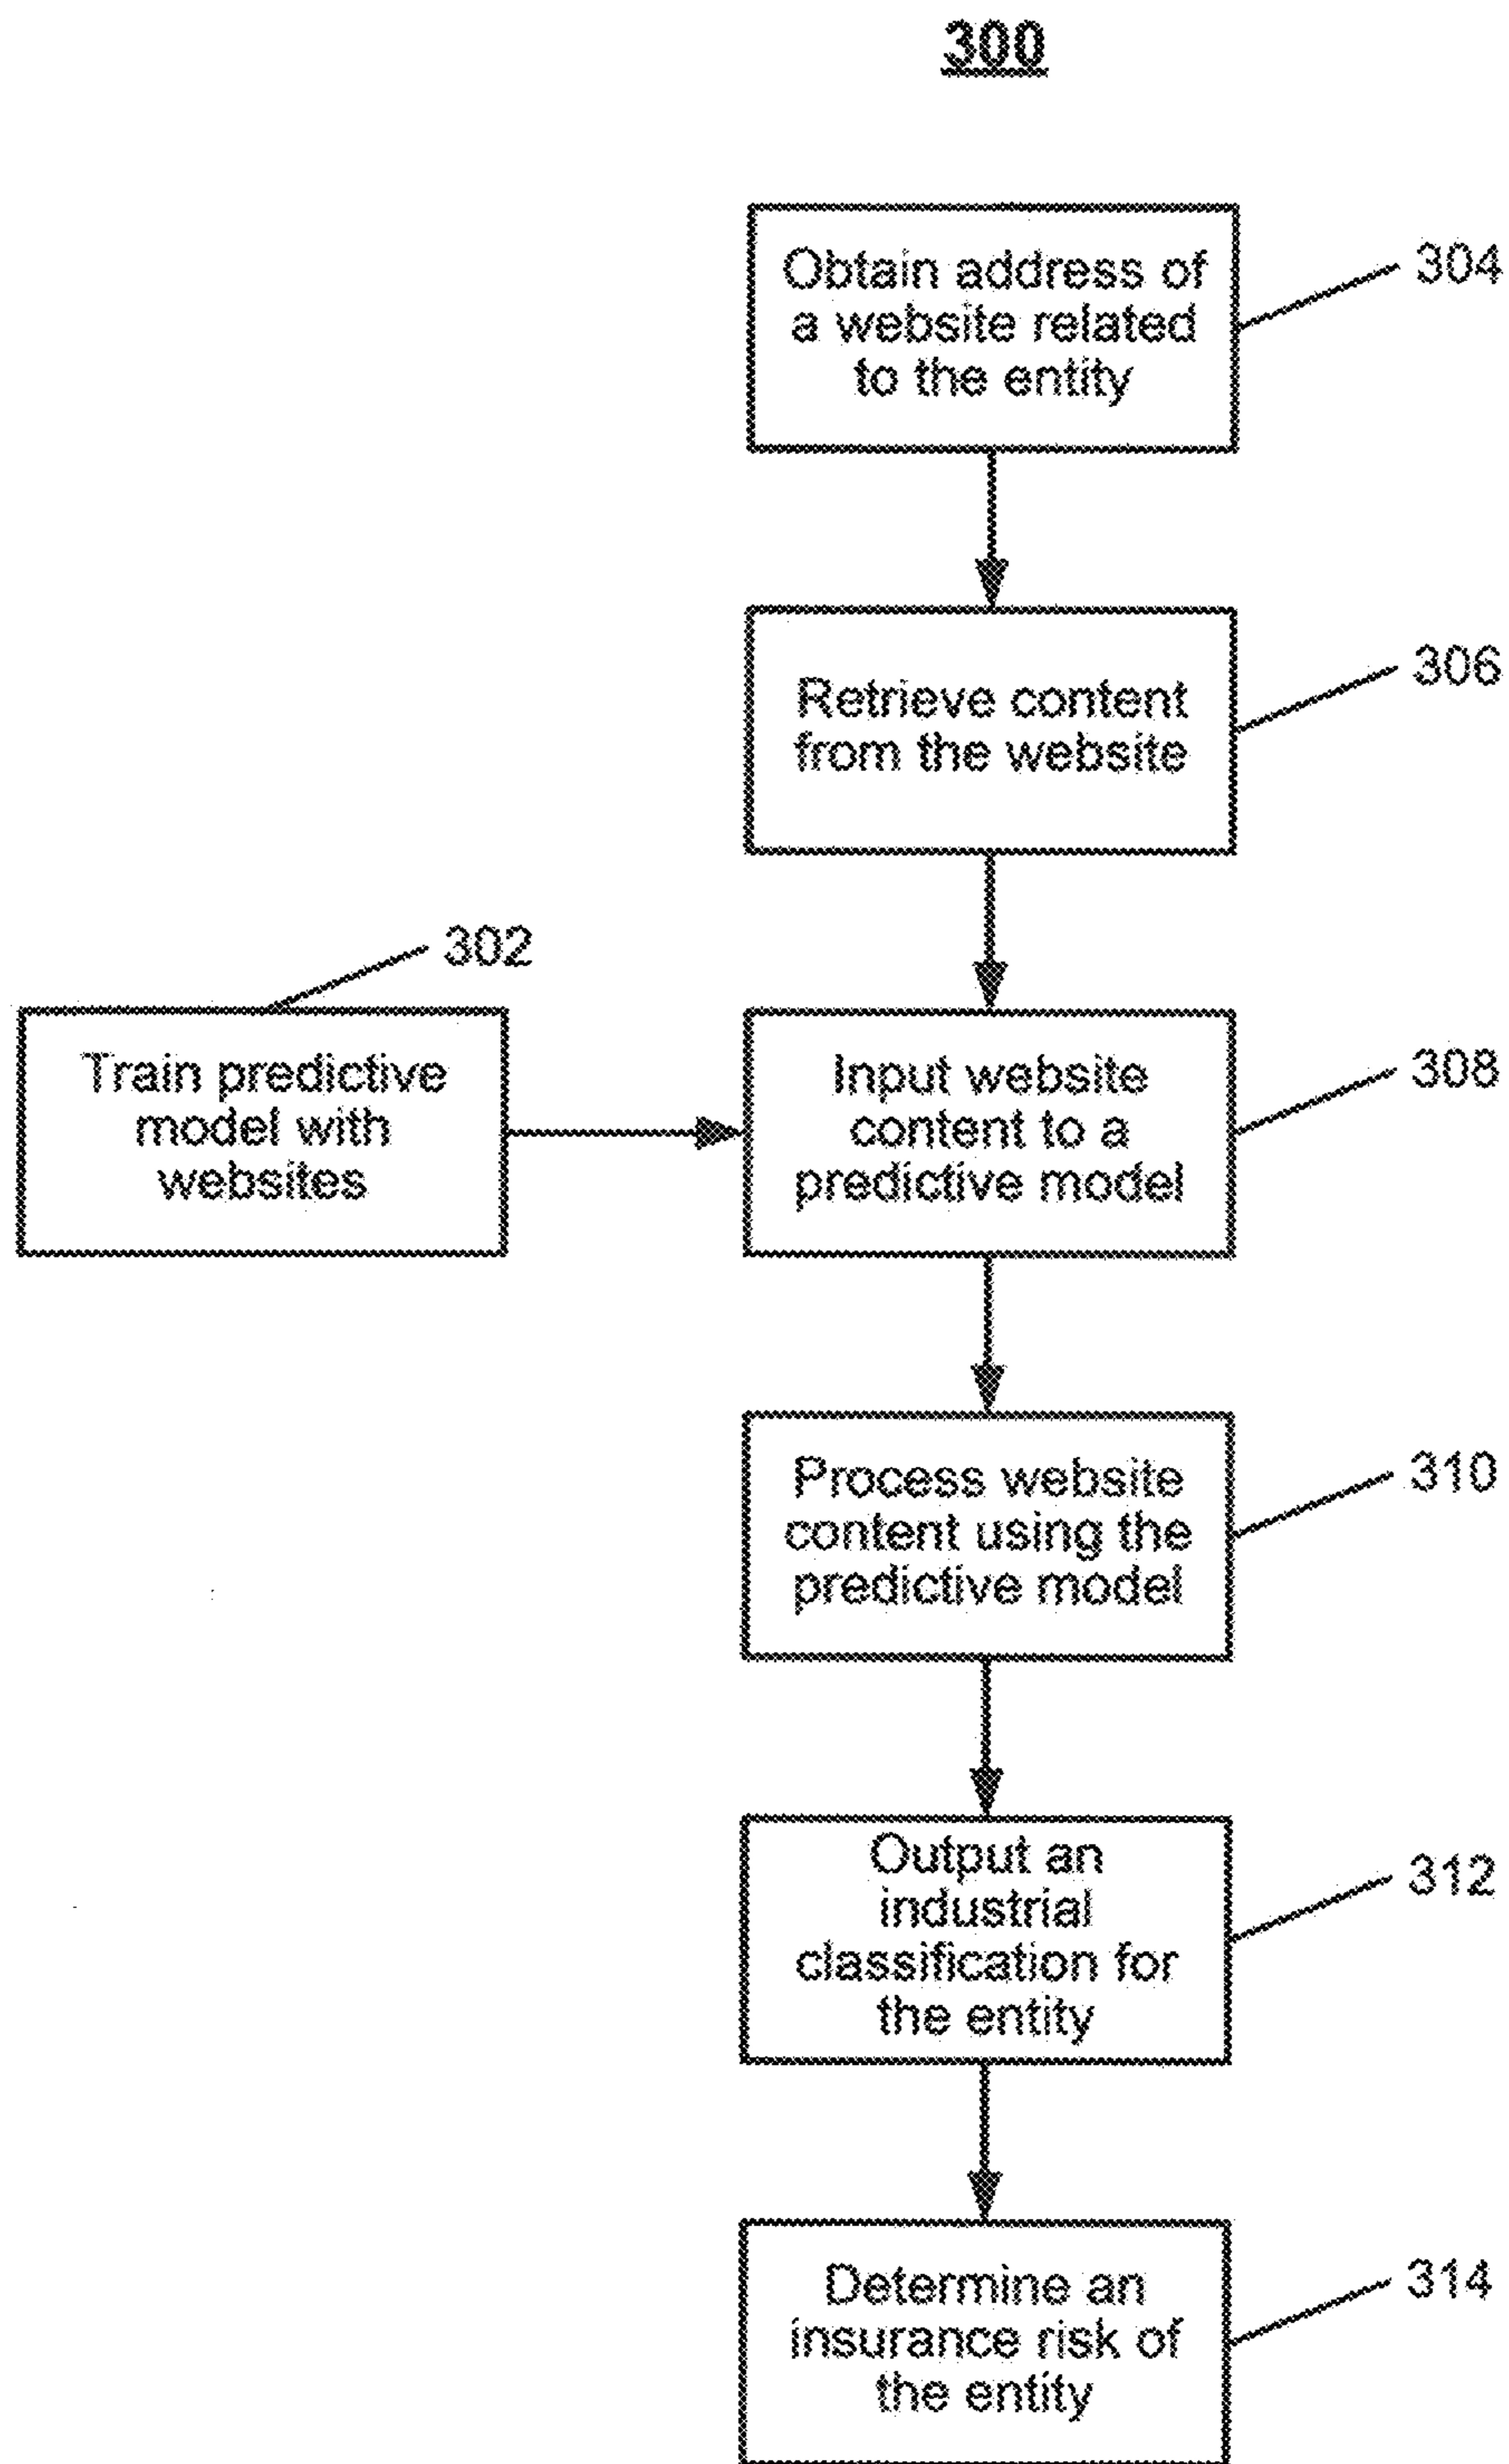 300
Obtain address of
a website related
to the entity
304
Retrieve content
from the website
306
302
Train predictive
model with
websites
Input website
content to a
predictive model
308
Process website
content using the
predictive model
310
Output an
industrial
classification for
the entity
312
Determine an
insurance risk of
the entity
314